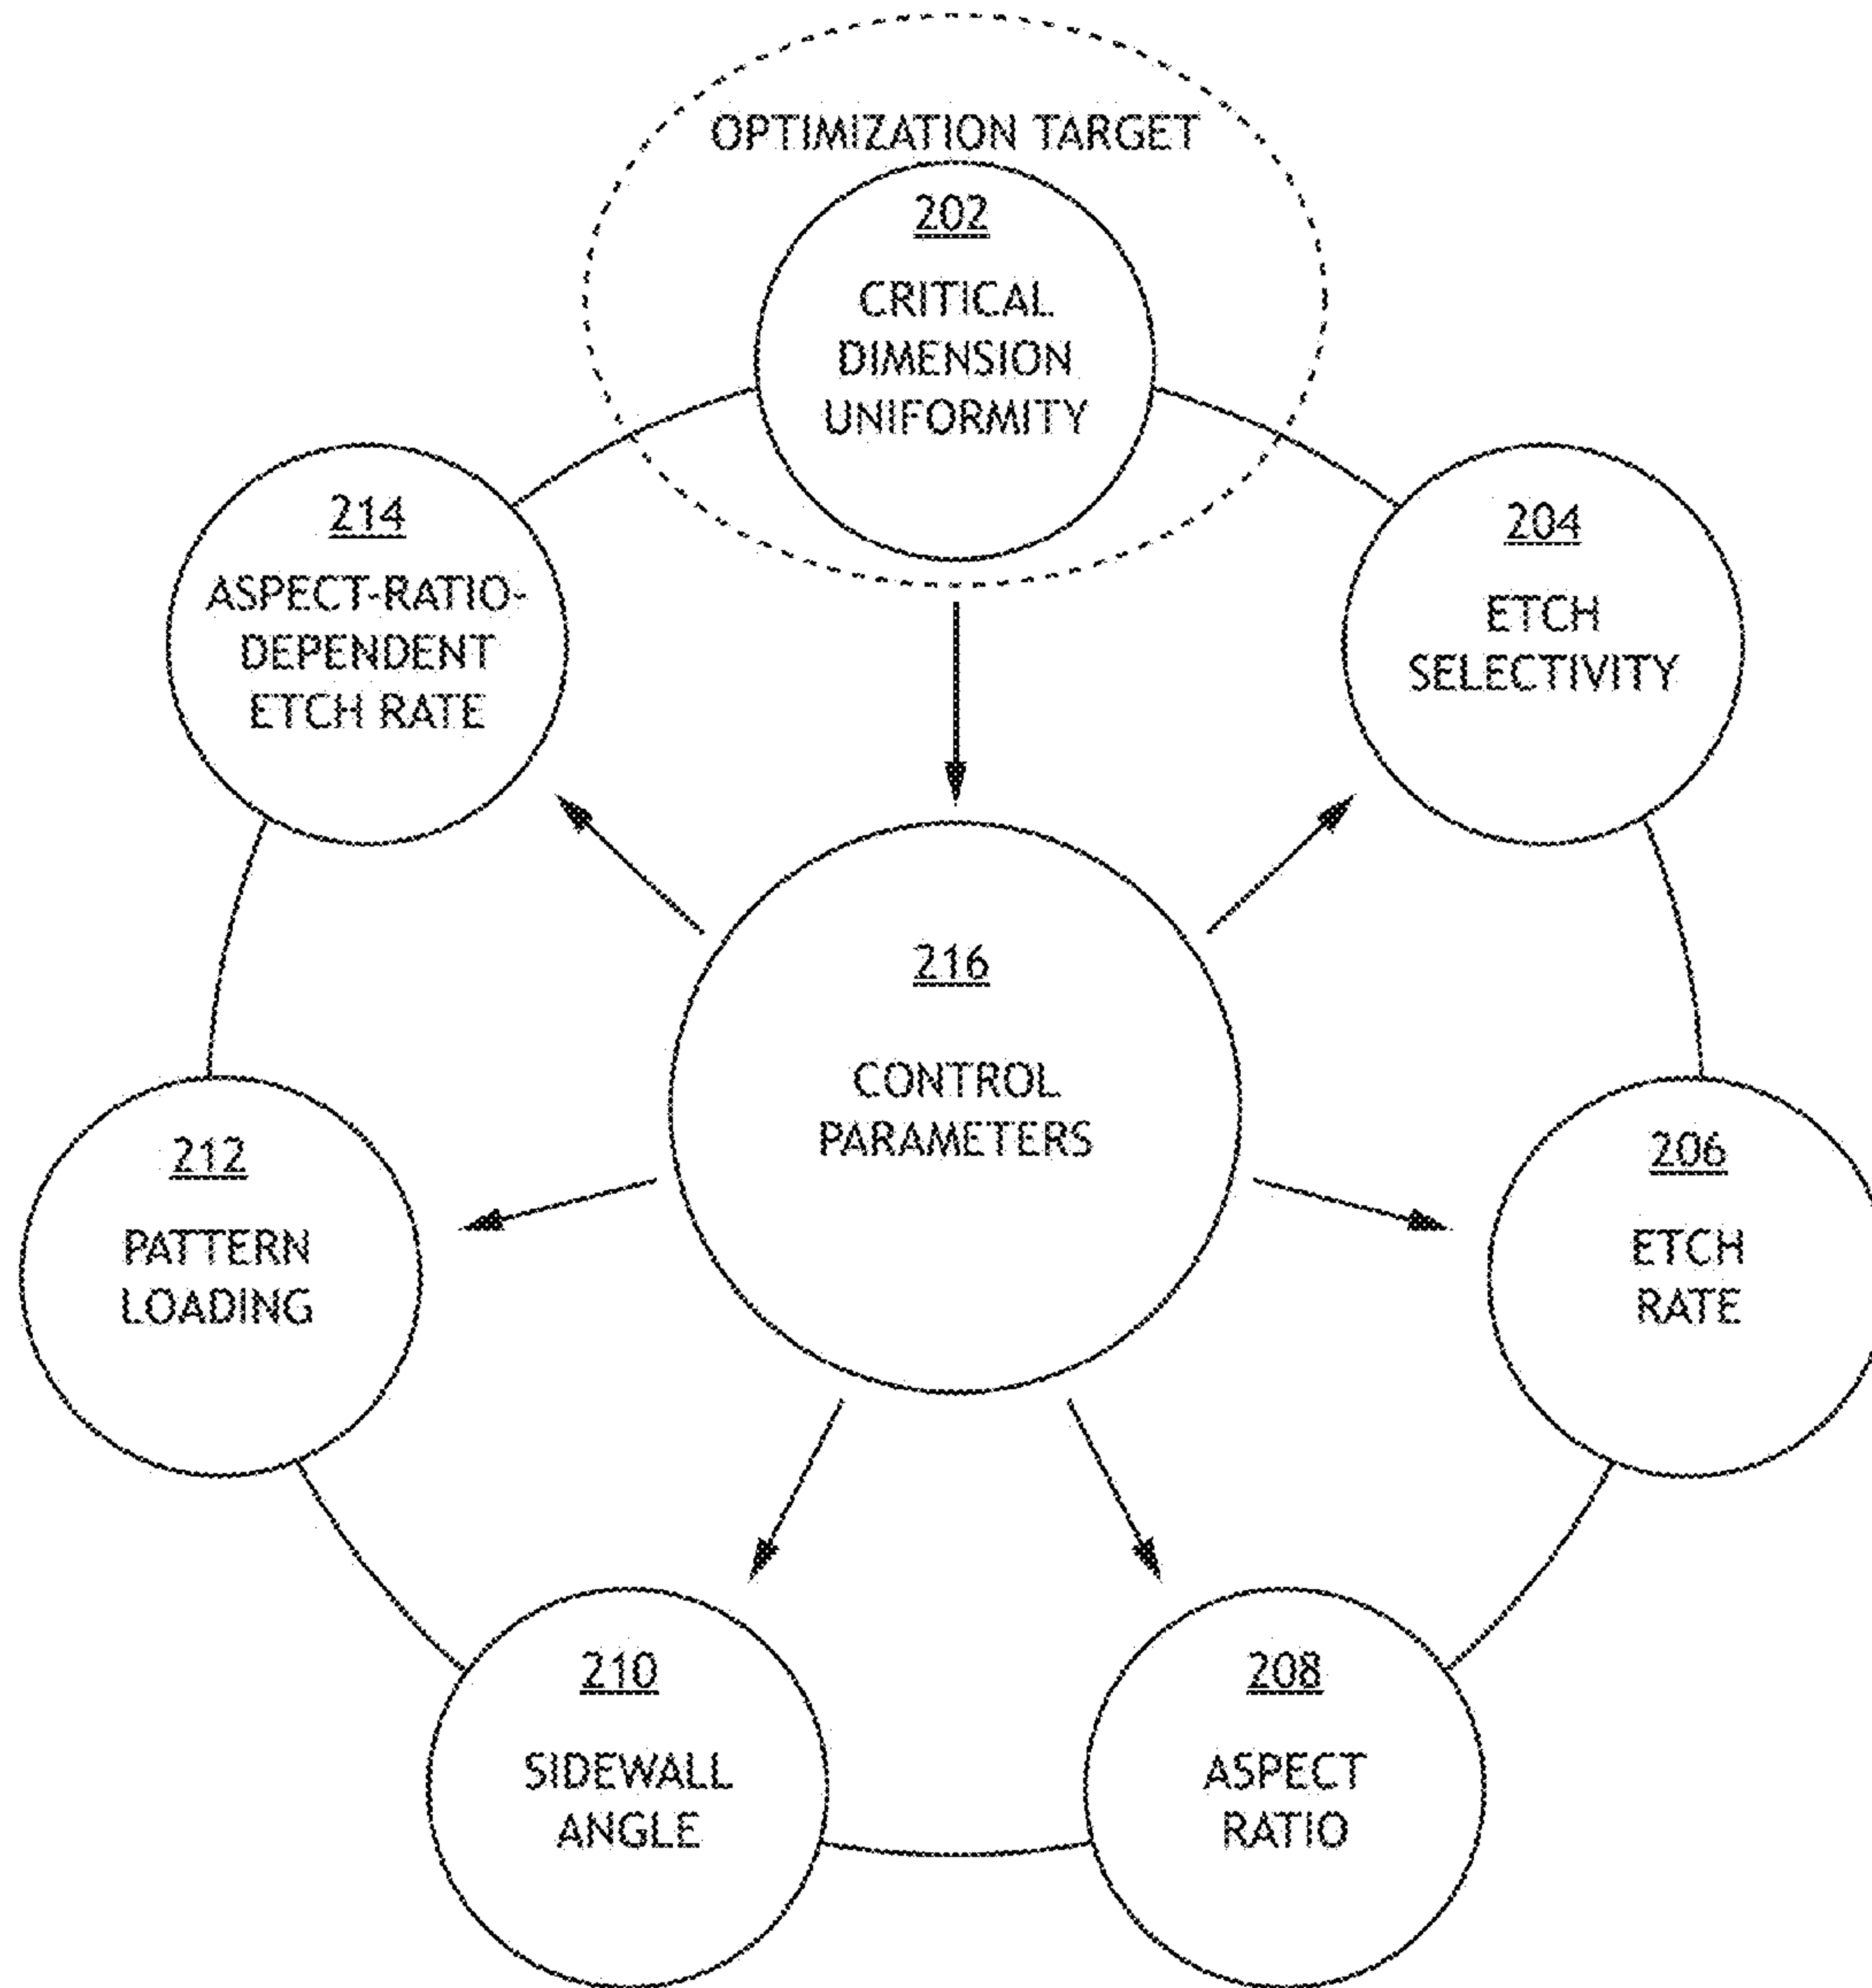 OPTIMIZATION TARGET
202
CRITICAL
DIMENSION
UNIFORMITY
214
ASPECT-RATIO-
DEPENDENT
ETCH RATE
204
ETCH
SELECTIVITY
216
CONTROL
PARAMETERS
212
PATTERN
LOADING
206
ETCH
RATE
210
SIDEWALL
ANGLE
208
ASPECT
RATIO